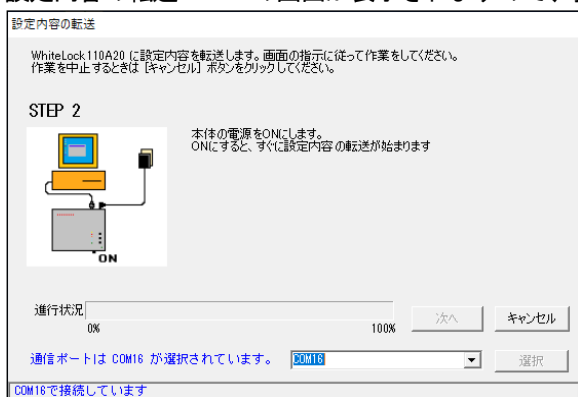 設定内容の転送
WhiteLock110A20 に設定内容を転送します。画面の指示に従って作業をしてください。
作業を中止するときは [キャンセル] ボタンをクリックしてください。
STEP 2
本体の電源をONにします。
ONにすると、すぐに設定内容の転送が始まります
ON
進行状況
0%
100%
次へ
キャンセル
通信ポートは COM16 が選択されています。
COM16
選択
COM16で接続しています